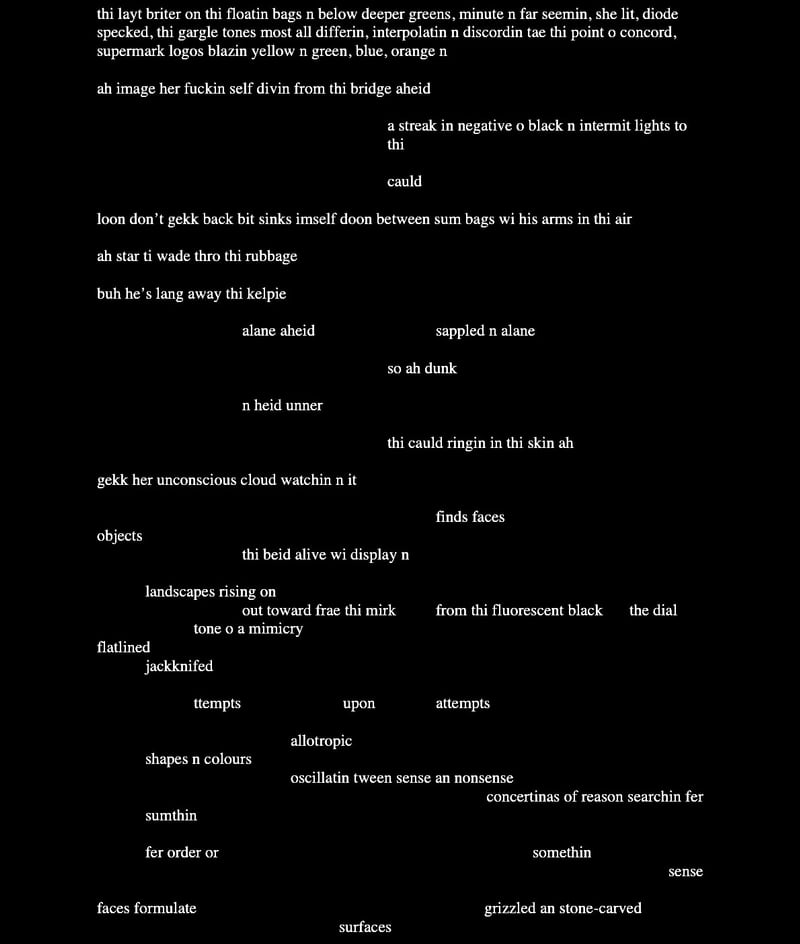 thi layt briter on thi floatin bags n below deeper greens, minute n far seemin, she lit, diode
specked, thi gargle tones most all differin, interpolatin n discordin tae thi point o concord,
supermark logos blazin yellow n green, blue, orange n
ah image her fuckin self divin from thi bridge aheid
a streak in negative o black n intermit lights to
thi
cauld
loon don’t gekk back bit sinks imself doon between sum bags wi his arms in thi air
ah star ti wade thro thi rubbage
buh he’s lang away thi kelpie
alane aheid sappled n alane
so ah dunk
n heid unner
thi cauld ringin in thi skin ah
gekk her unconscious cloud watchin n it
finds faces
objects
thi beid alive wi display n
landscapes rising on
out toward frae thi mirk from thi fluorescent black the dial
tone o a mimicry
flatlined
jackknifed
ttempts upon attempts
allotropic
shapes n colours
oscillatin tween sense an nonsense
concertinas of reason searchin fer
sumthin
fer order or somethin
sense
faces formulate grizzled an stone-carved
surfaces